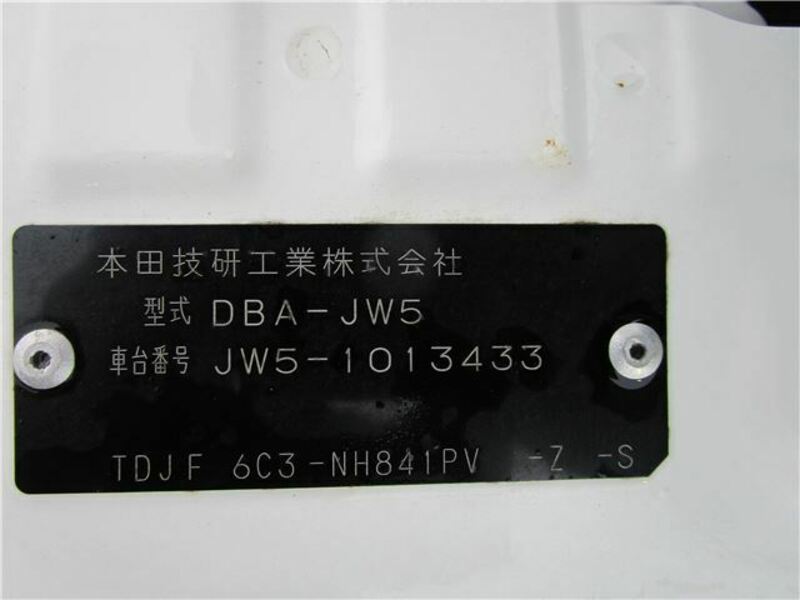 本田技研工業株式会社
型式 DBA-JW5
車台番号 JW5-1013433
TDJF 6C3-NH841PV -Z -S